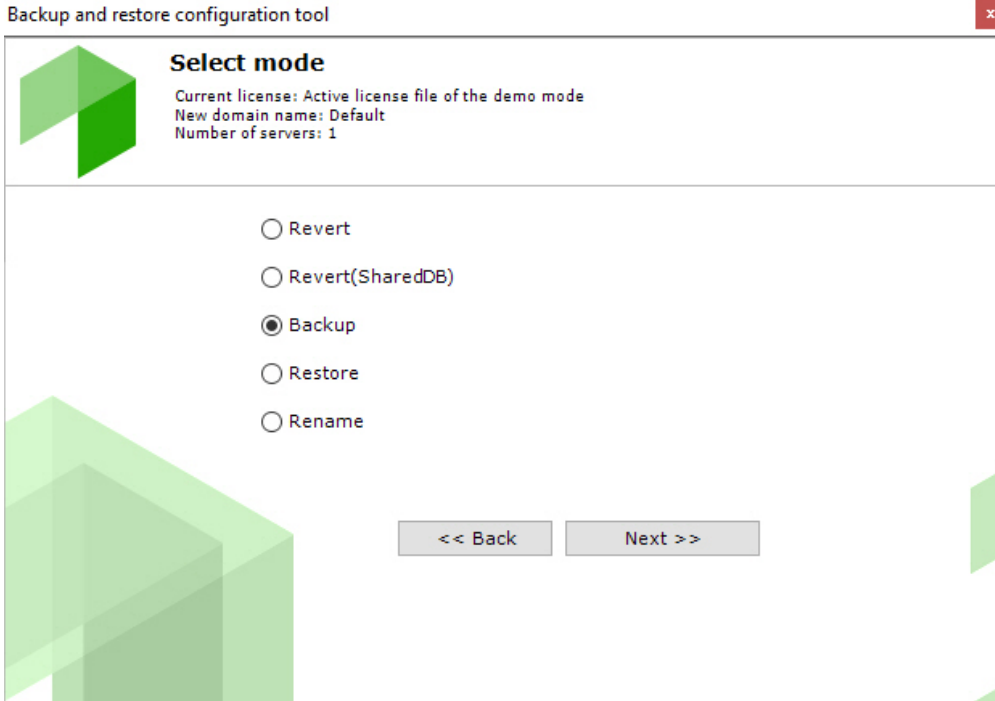 Backup and restore configuration tool
x
Select mode
Current license: Active license file of the demo mode
New domain name: Default
Number of servers: 1
Revert
Revert(SharedDB)
Backup
Restore
Rename
<< Back
Next >>